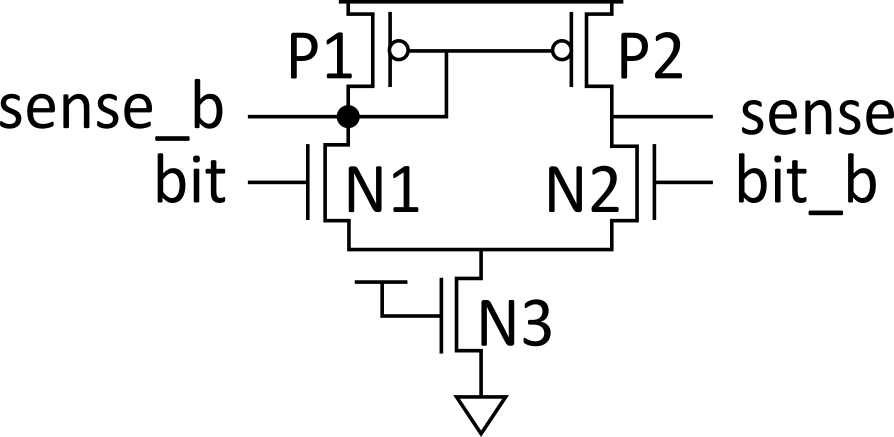 P1 P2
sense_b sense
bit N1 N2 bit_b
N3